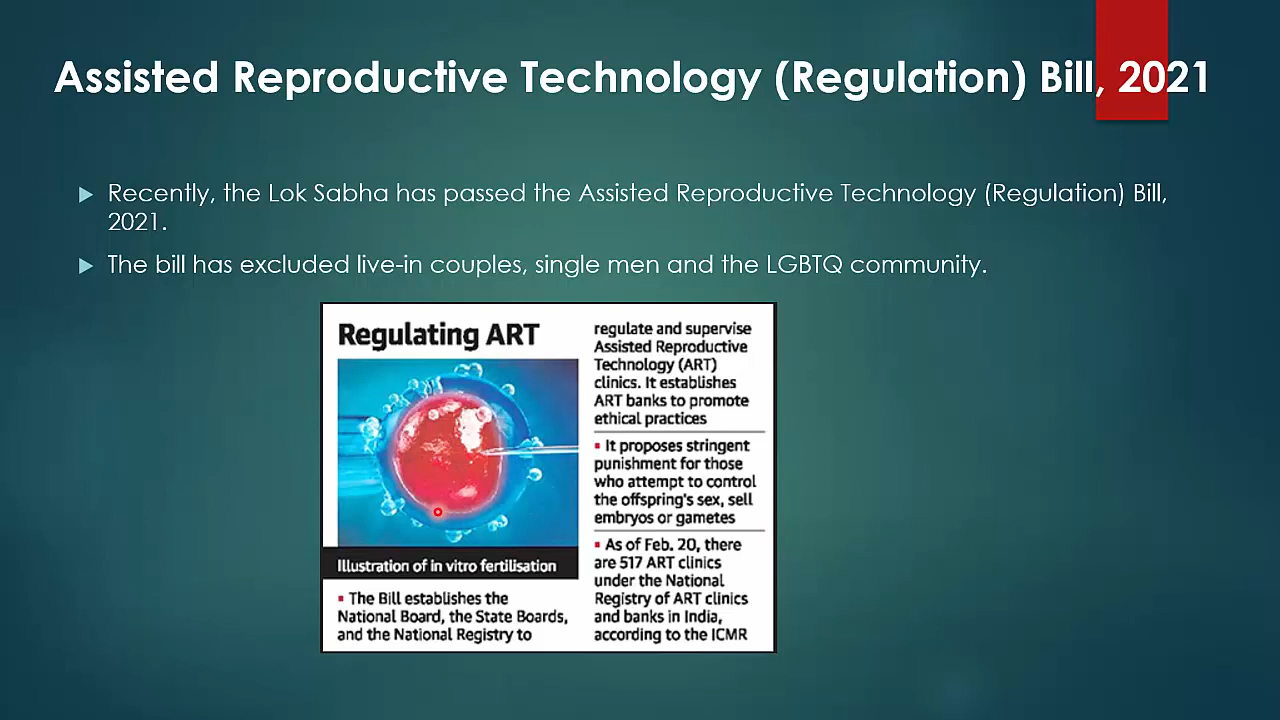 Assisted Reproductive Technology (Regulation) Bill, 2021
Recently, the Lok Sabha has passed the Assisted Reproductive Technology (Regulation) Bill,
2021.
The bill has excluded live-in couples, single men and the LGBTQ community.
Regulating ART
Illustration of in vitro fertilisation
The Bill establishes the
National Board, the State Boards,
and the National Registry to
regulate and supervise
Assisted Reproductive
Technology (ART)
clinics. It establishes
ART banks to promote
ethical practices
It proposes stringent
punishment for those
who attempt to control
the offspring's sex, sell
embryos or gametes
As of Feb. 20, there
are 517 ART clinics
under the National
Registry of ART clinics
and banks in India,
according to the ICMR